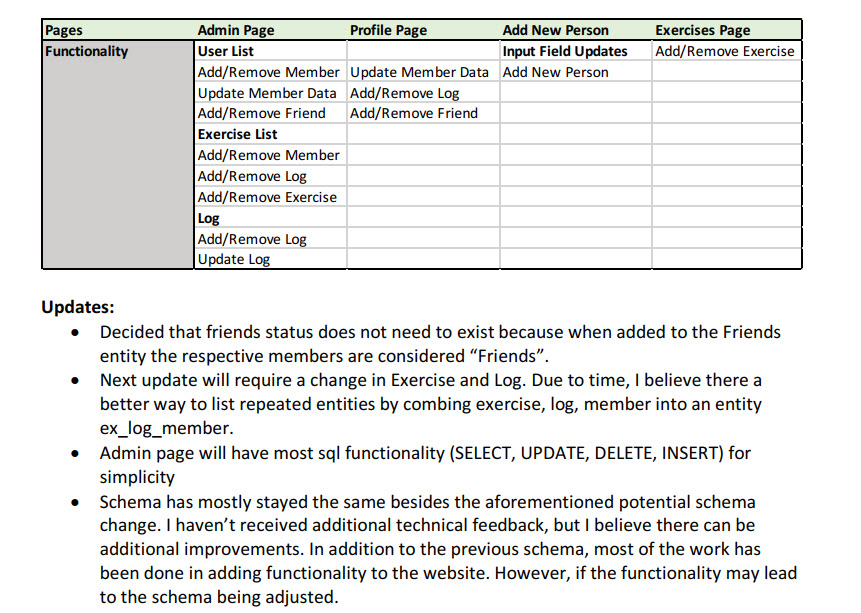 Pages Admin Page Profile Page Add New Person Exercises Page
Functionality User List Input Field Updates Add/Remove Exercise
Add/Remove Member Update Member Data Add New Person
Update Member Data Add/Remove Log
Add/Remove Friend Add/Remove Friend
Exercise List
Add/Remove Member
Add/Remove Log
Add/Remove Exercise
Log
Add/Remove Log
Update Log
Updates:
• Decided that friends status does not need to exist because when added to the Friends
entity the respective members are considered “Friends”.
• Next update will require a change in Exercise and Log. Due to time, I believe there a
better way to list repeated entities by combing exercise, log, member into an entity
ex_log_member.
• Admin page will have most sql functionality (SELECT, UPDATE, DELETE, INSERT) for
simplicity
• Schema has mostly stayed the same besides the aforementioned potential schema
change. I haven’t received additional technical feedback, but I believe there can be
additional improvements. In addition to the previous schema, most of the work has
been done in adding functionality to the website. However, if the functionality may lead
to the schema being adjusted.